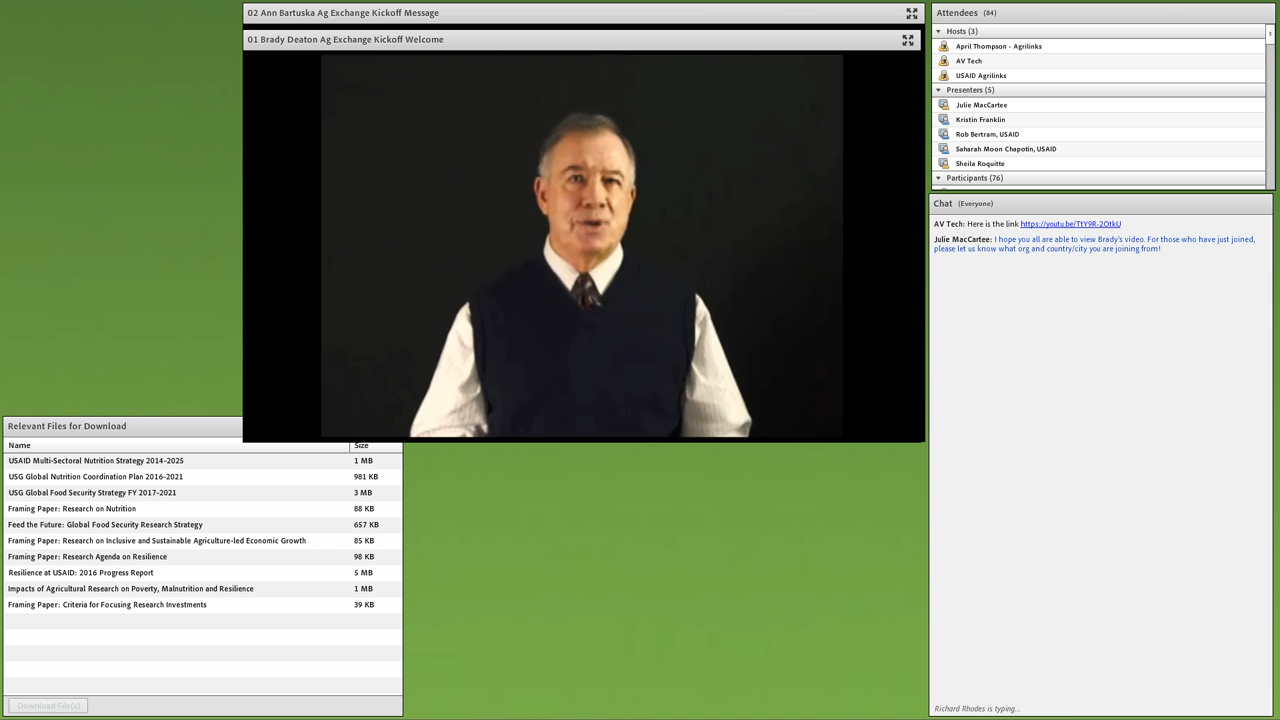 02 Ann Bartuska Ag Exchange Kickoff Message
01 Brady Deaton Ag Exchange Kickoff Welcome
Attendees (84)
Hosts (3)
April Thompson - Agrilinks
AV Tech
USAID Agrilinks
Presenters (5)
Julie MacCartee
Kristin Franklin
Rob Bertram, USAID
Saharah Moon Chapotin, USAID
Sheila Roquitte
Participants (76)
Chat (Everyone)
AV Tech: Here is the link https://youtu.be/TtY9R-2OtkU
Julie MacCartee: I hope you all are able to view Brady's video. For those who have just joined,
please let us know what org and country/city you are joining from!
Richard Rhodes is typing...
Relevant Files for Download
Name Size
USAID Multi-Sectoral Nutrition Strategy 2014-2025 1 MB
USG Global Nutrition Coordination Plan 2016-2021 981 KB
USG Global Food Security Strategy FY 2017-2021 3 MB
Framing Paper: Research on Nutrition 88 KB
Feed the Future: Global Food Security Research Strategy 657 KB
Framing Paper: Research on Inclusive and Sustainable Agriculture-led Economic Growth 85 KB
Framing Paper: Research Agenda on Resilience 98 KB
Resilience at USAID: 2016 Progress Report 5 MB
Impacts of Agricultural Research on Poverty, Malnutrition and Resilience 1 MB
Framing Paper: Criteria for Focusing Research Investments 39 KB
Download File(s)